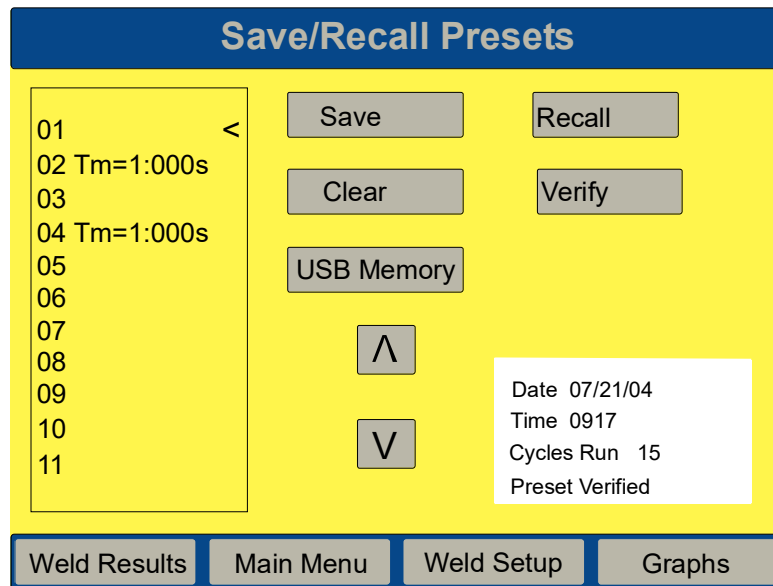 Save/Recall Presets
01 <
02 Tm=1:000s
03
04 Tm=1:000s
05
06
07
08
09
10
11
Save
Recall
Clear
Verify
USB Memory
Λ
V
Date 07/21/04
Time 0917
Cycles Run 15
Preset Verified
Weld Results
Main Menu
Weld Setup
Graphs